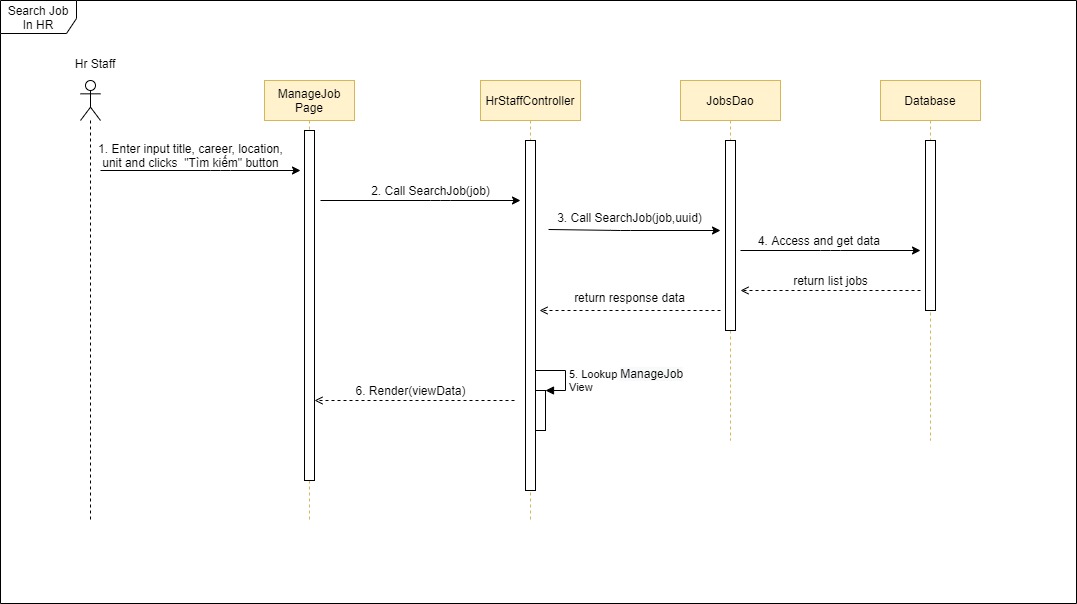 Search Job
In HR
Hr Staff
ManageJob
Page
HrStaffController
JobsDao
Database
1. Enter input title, career, location,
unit and clicks "Tìm kiếm" button
2. Call SearchJob(job)
3. Call SearchJob(job,uuid)
4. Access and get data
return list jobs
return response data
5. Lookup ManageJob
View
6. Render(viewData)